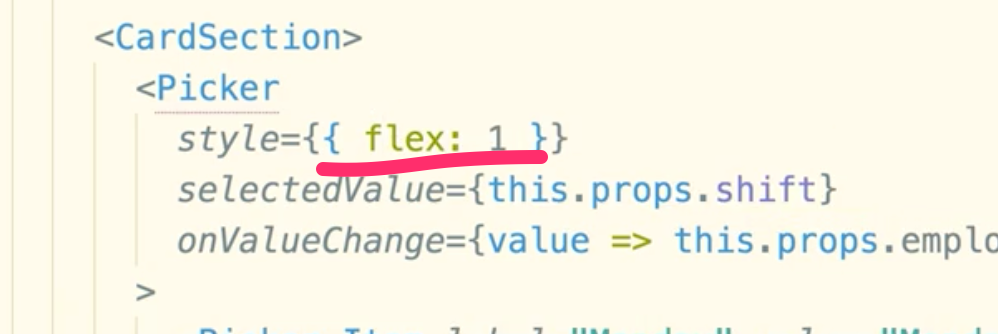 <CardSection>
<Picker
style={{ flex: 1 }}
selectedValue={this.props.shift}
onValueChange={value => this.props.emplo
>